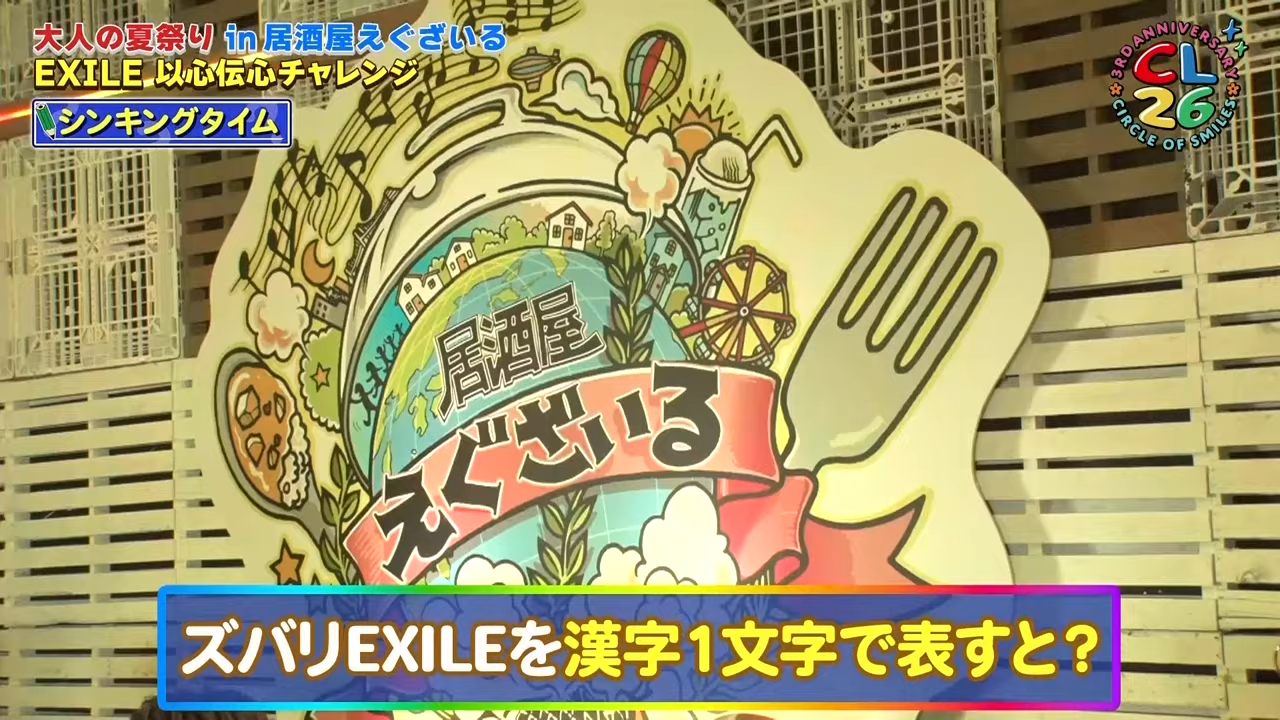 大人の夏祭り in 居酒屋えぐざいる
EXILE 以心伝心チャレンジ
シンキングタイム
3RD ANNIVERSARY
CL
26
CIRCLE OF SMILES
居酒屋
えぐざいる
ズバリEXILEを漢字1文字で表すと?